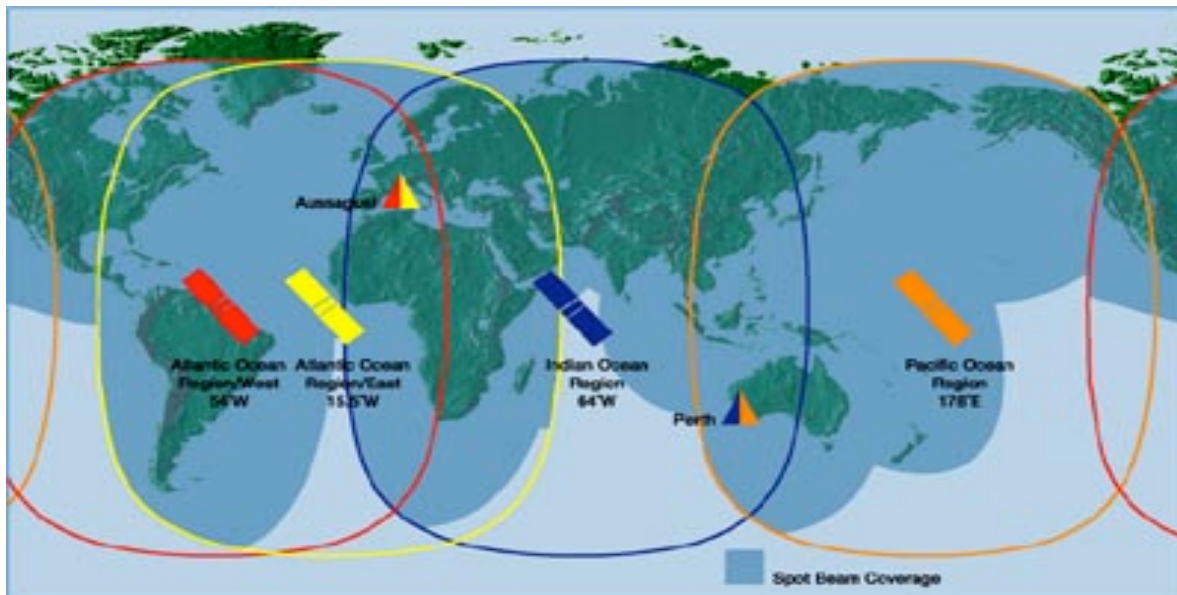 Aussaguel
Atlantic Ocean
Region/West
54°W
Atlantic Ocean
Region/East
15.5°W
Indian Ocean
Region
64°W
Pacific Ocean
Region
178°E
Perth
Spot Beam Coverage